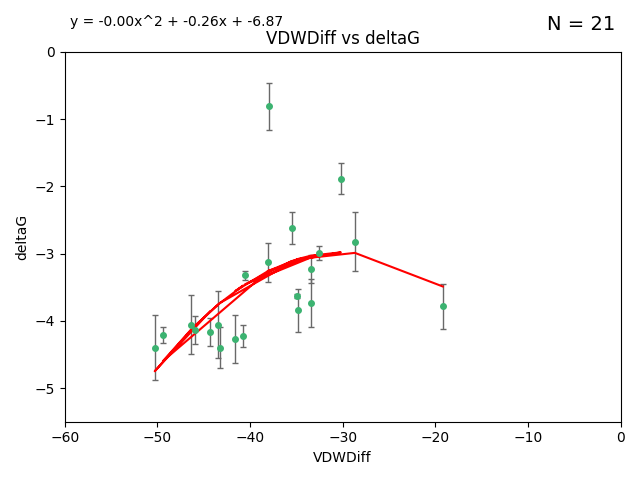 y = -0.00x^2 + -0.26x + -6.87
N = 21
VDWDiff vs deltaG
0
−1
−2
−3
−4
−5
deltaG
−60 −50 −40 −30 −20 −10 0
VDWDiff